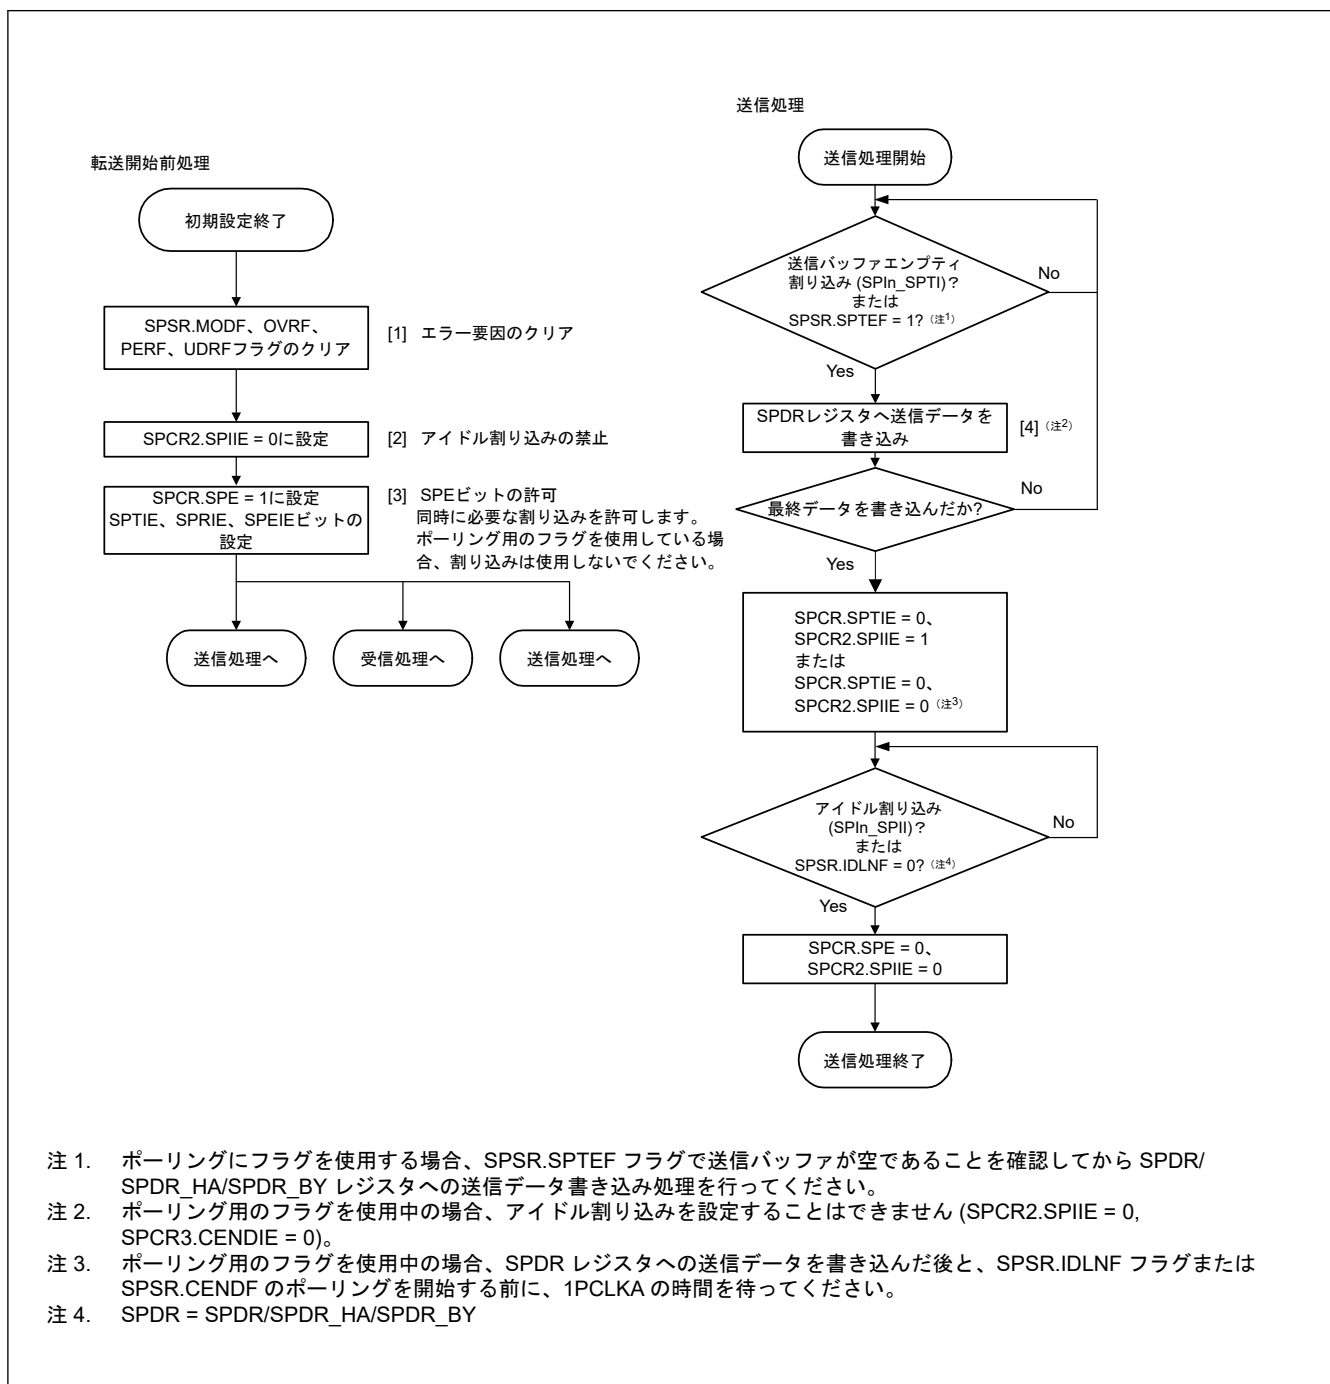 転送開始前処理
初期設定終了
SPSR.MODF、OVRF、
PERF、UDRFフラグのクリア
[1] エラー要因のクリア
SPCR2.SPIIE = 0に設定
[2] アイドル割り込みの禁止
SPCR.SPE = 1に設定
SPTIE、SPRIE、SPEIEビットの
設定
[3] SPEビットの許可
同時に必要な割り込みを許可します。
ポーリング用のフラグを使用している場
合、割り込みは使用しないでください。
送信処理へ
受信処理へ
送信処理へ
送信処理
送信処理開始
送信バッファエンプティ
割り込み (SPIn_SPTI)?
または
SPSR.SPTEF = 1? (注1)
No
Yes
SPDRレジスタへ送信データを
書き込み
[4] (注2)
最終データを書き込んだか?
No
Yes
SPCR.SPTIE = 0、
SPCR2.SPIIE = 1
または
SPCR.SPTIE = 0、
SPCR2.SPIIE = 0 (注3)
アイドル割り込み
(SPIn_SPII)?
または
SPSR.IDLNF = 0? (注4)
No
Yes
SPCR.SPE = 0、
SPCR2.SPIIE = 0
送信処理終了
注 1. ポーリングにフラグを使用する場合、SPSR.SPTEF フラグで送信バッファが空であることを確認してから SPDR/
SPDR_HA/SPDR_BY レジスタへの送信データ書き込み処理を行ってください。
注 2. ポーリング用のフラグを使用中の場合、アイドル割り込みを設定することはできません (SPCR2.SPIIE = 0,
SPCR3.CENDIE = 0)。
注 3. ポーリング用のフラグを使用中の場合、SPDR レジスタへの送信データを書き込んだ後と、SPSR.IDLNF フラグまたは
SPSR.CENDF のポーリングを開始する前に、1PCLKA の時間を待ってください。
注 4. SPDR = SPDR/SPDR_HA/SPDR_BY